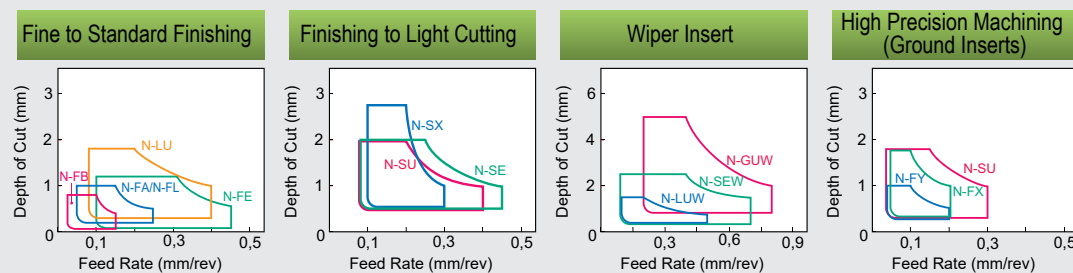 Fine to Standard Finishing
Depth of Cut (mm)
3
2
1
0
N-LU
N-FB
N-FA/N-FL
N-FE
0,1
0,3
0,5
Feed Rate (mm/rev)
Finishing to Light Cutting
Depth of Cut (mm)
3
2
1
0
N-SX
N-SU
N-SE
0,1
0,3
0,5
Feed Rate (mm/rev)
Wiper Insert
Depth of Cut (mm)
6
4
2
0
N-GUW
N-SEW
N-LUW
0,3
0,6
0,9
Feed Rate (mm/rev)
High Precision Machining
(Ground Inserts)
Depth of Cut (mm)
3
2
1
0
N-SU
N-FY
N-FX
0,1
0,3
0,5
Feed Rate (mm/rev)